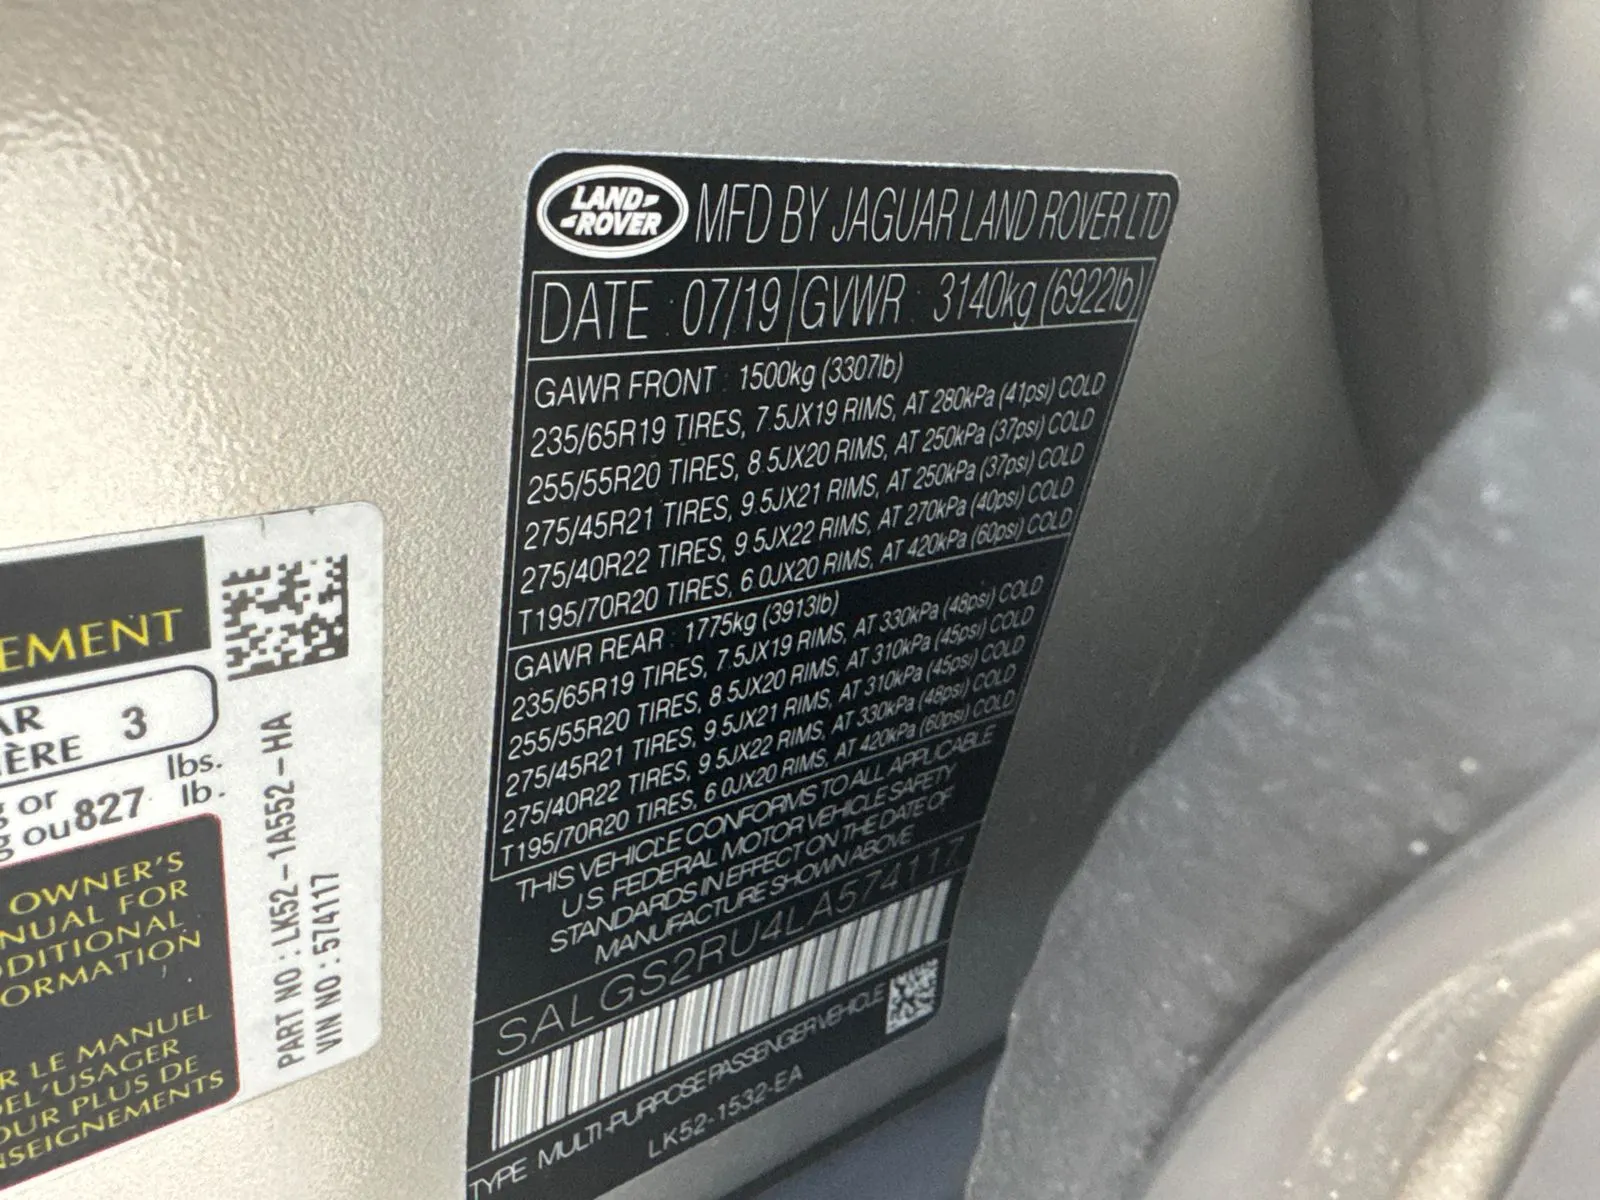 LAND
ROVER
MFD BY JAGUAR LAND ROVER LTD
DATE : 07/19 GVWR : 3140kg (6922lb)
GAWR FRONT : 1500kg (3307lb)
235/65R19 TIRES, 7.5JX19 RIMS, AT 280kPa (41psi) COLD
255/55R20 TIRES, 8.5JX20 RIMS, AT 250kPa (37psi) COLD
275/45R21 TIRES, 9.5JX21 RIMS, AT 250kPa (37psi) COLD
275/40R22 TIRES, 9.5JX22 RIMS, AT 270kPa (40psi) COLD
T195/70R20 TIRES, 6.0JX20 RIMS, AT 420kPa (60psi) COLD
GAWR REAR : 1775kg (3913lb)
235/65R19 TIRES, 7.5JX19 RIMS, AT 330kPa (48psi) COLD
255/55R20 TIRES, 8.5JX20 RIMS, AT 310kPa (45psi) COLD
275/45R21 TIRES, 9.5JX21 RIMS, AT 310kPa (45psi) COLD
275/40R22 TIRES, 9.5JX22 RIMS, AT 330kPa (48psi) COLD
T195/70R20 TIRES, 6.0JX20 RIMS, AT 420kPa (60psi) COLD
THIS VEHICLE CONFORMS TO ALL APPLICABLE
U.S. FEDERAL MOTOR VEHICLE SAFETY
STANDARDS IN EFFECT ON THE DATE OF
MANUFACTURE SHOWN ABOVE
SALGS2RU4LA574117
TYPE MULTI-PURPOSE PASSENGER VEHICLE
LK52-1532-EA
EMENT
AR
IÈRE 3
g or lbs.
g ou 827 lb.
OWNER'S
NUAL FOR
DDITIONAL
ORMATION
R LE MANUEL
DEL'USAGER
OUR PLUS DE
NSEIGNEMENTS
PART NO : LK52-1A552-HA
VIN NO : 574117